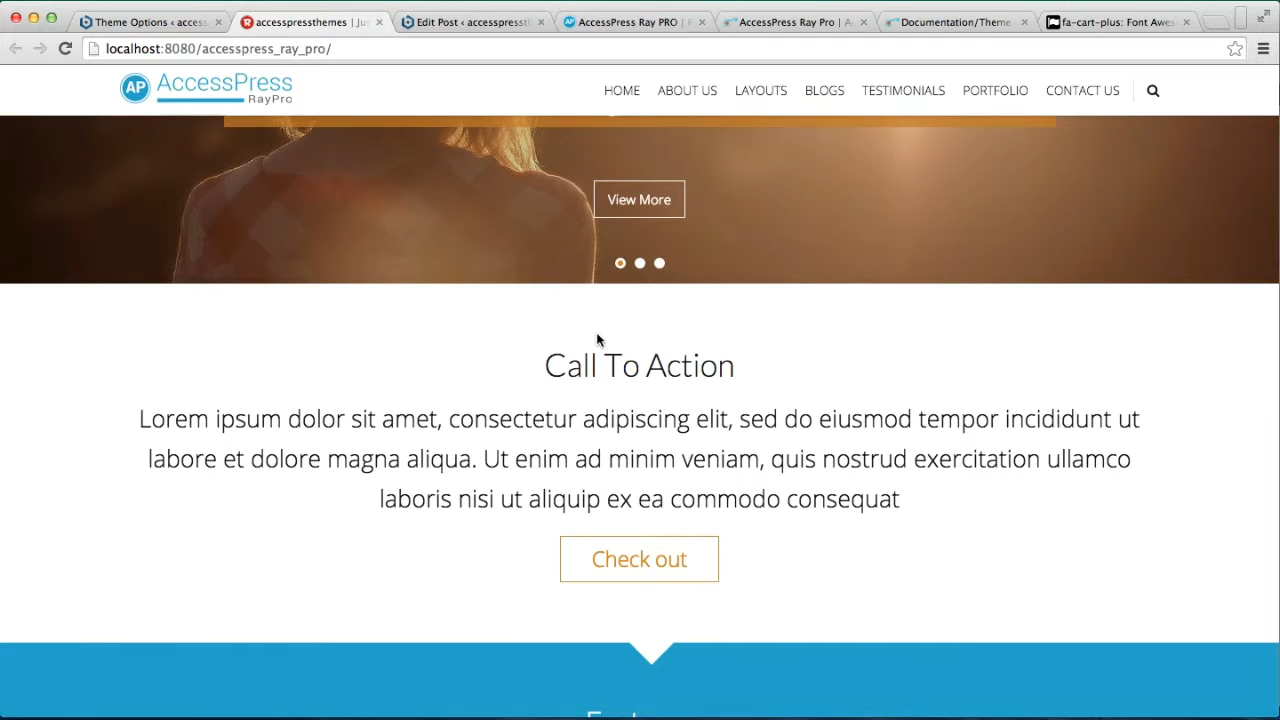 Theme Options ‹ access
accesspressthemes | Jus
Edit Post ‹ accesspressth
AccessPress Ray PRO | F
AccessPress Ray Pro | A
Documentation/Theme
fa-cart-plus: Font Awes
localhost:8080/accesspress_ray_pro/
AP AccessPress
RayPro
HOME ABOUT US LAYOUTS BLOGS TESTIMONIALS PORTFOLIO CONTACT US
View More
Call To Action
Lorem ipsum dolor sit amet, consectetur adipiscing elit, sed do eiusmod tempor incididunt ut
labore et dolore magna aliqua. Ut enim ad minim veniam, quis nostrud exercitation ullamco
laboris nisi ut aliquip ex ea commodo consequat
Check out